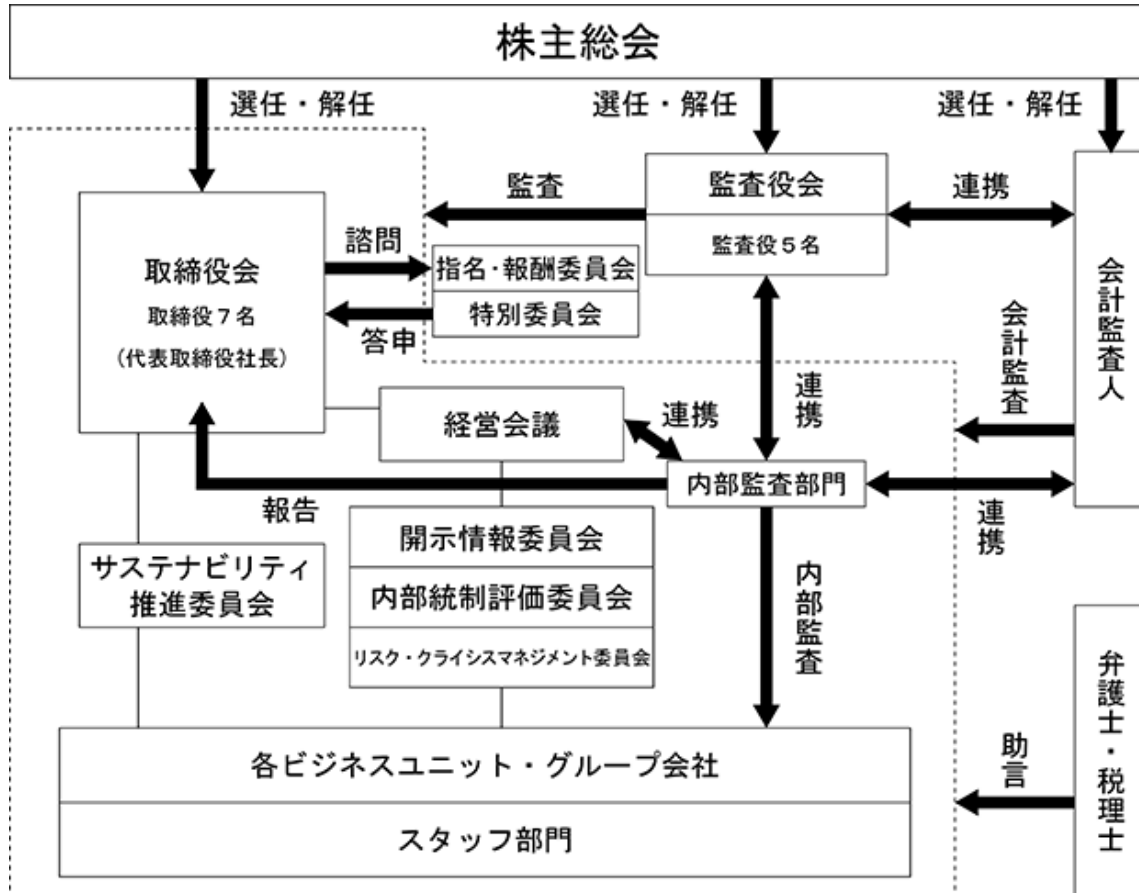 株主総会
選任・解任
選任・解任
選任・解任
監査役会
監査役５名
監査
連携
取締役会
取締役７名
（代表取締役社長）
諮問
指名・報酬委員会
特別委員会
答申
会計監査人
会計監査
連携
経営会議
連携
内部監査部門
連携
報告
開示情報委員会
内部統制評価委員会
リスク・クライシスマネジメント委員会
サステナビリティ
推進委員会
内部監査
弁護士・税理士
助言
各ビジネスユニット・グループ会社
スタッフ部門